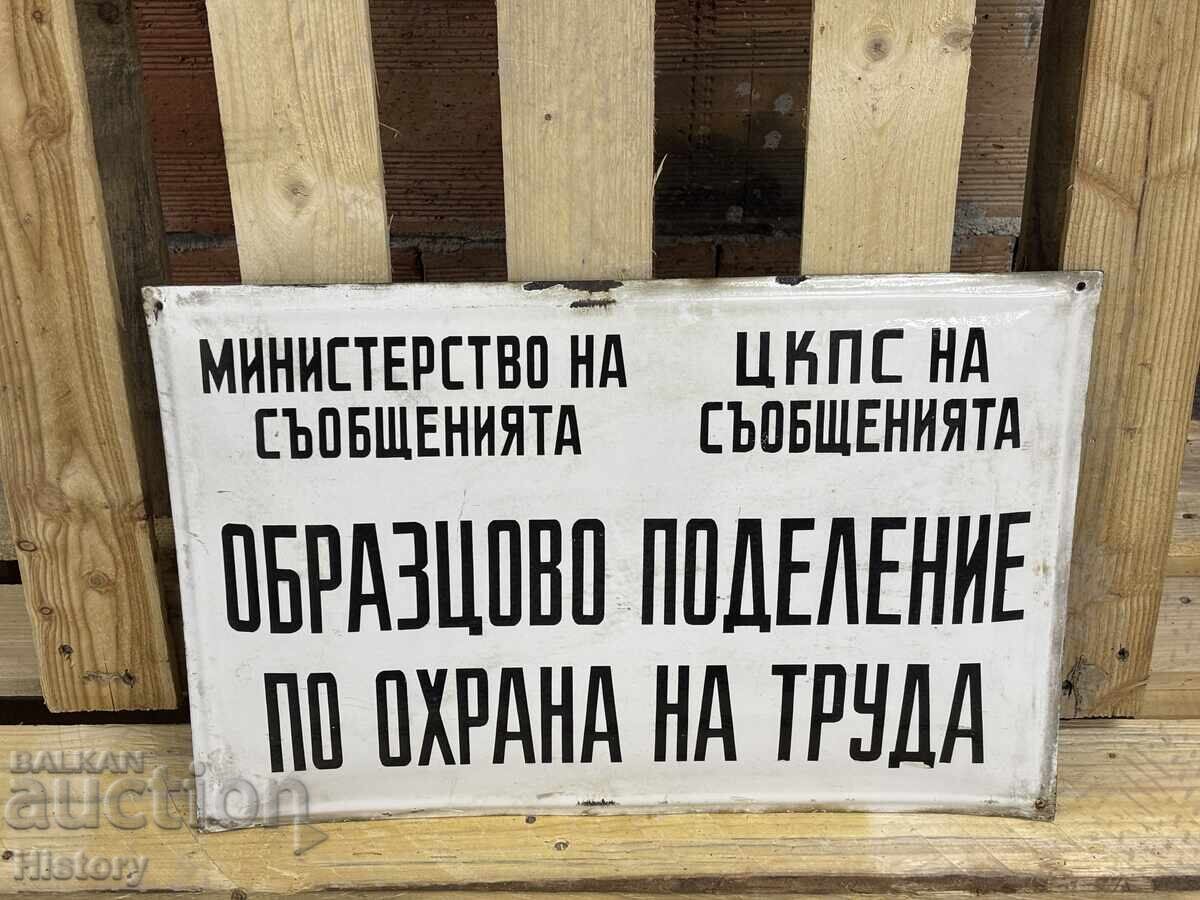 МИНИСТЕРСТВО НА
СЪОБЩЕНИЯТА
ЦКПС НА
СЪОБЩЕНИЯТА
ОБРАЗЦОВО ПОДЕЛЕНИЕ
ПО ОХРАНА НА ТРУДА
BALKAN
auction
History